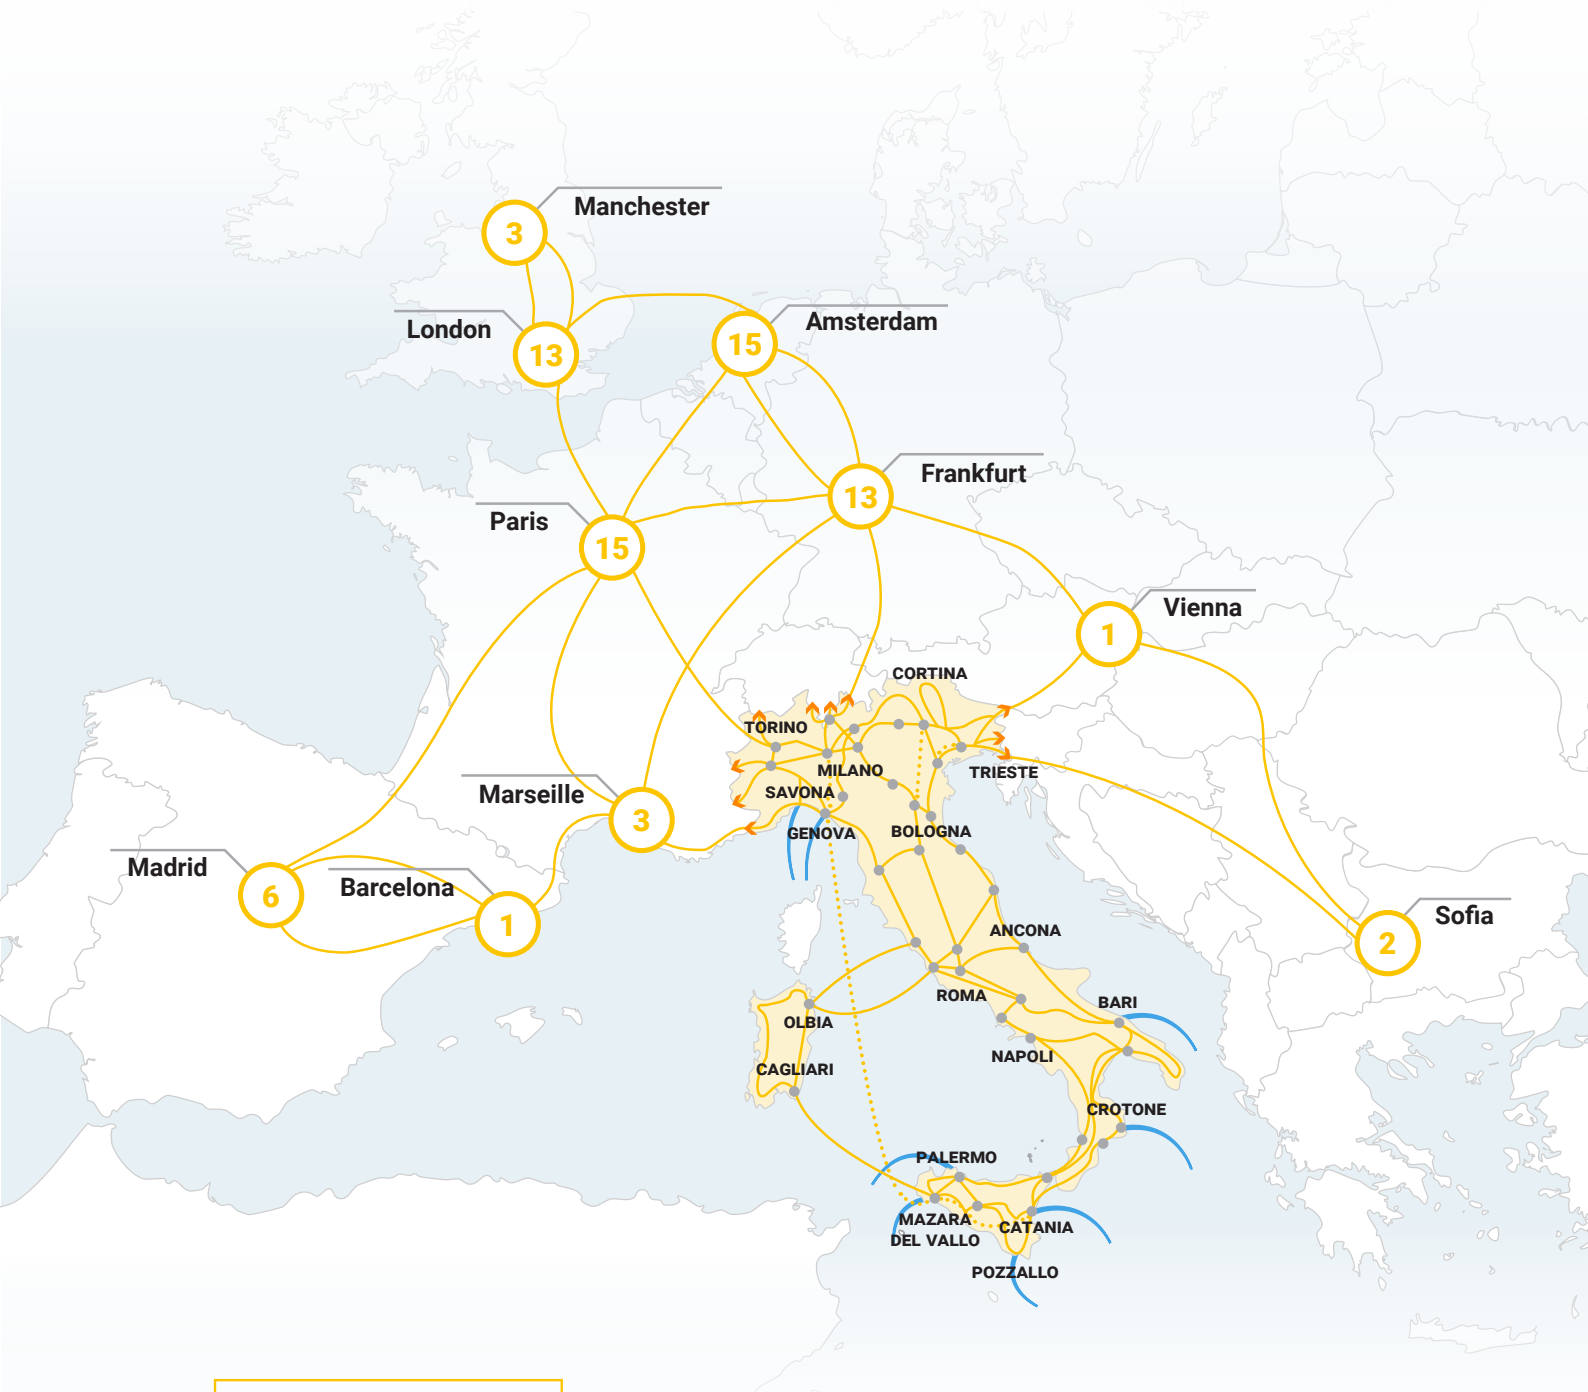 Manchester
3
London
13
Amsterdam
15
Frankfurt
13
Paris
15
Vienna
1
CORTINA
TORINO
MILANO
TRIESTE
SAVONA
GENOVA
BOLOGNA
Marseille
3
Madrid
6
Barcelona
1
Sofia
2
ANCONA
ROMA
BARI
OLBIA
NAPOLI
CAGLIARI
CROTONE
PALERMO
MAZARA
DEL VALLO
CATANIA
POZZALLO